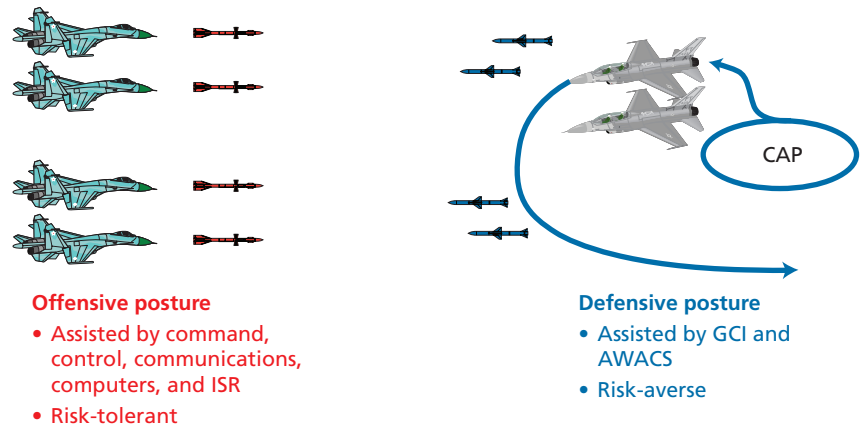 CAP
Offensive posture
• Assisted by command,
control, communications,
computers, and ISR
• Risk-tolerant
Defensive posture
• Assisted by GCI and
AWACS
• Risk-averse